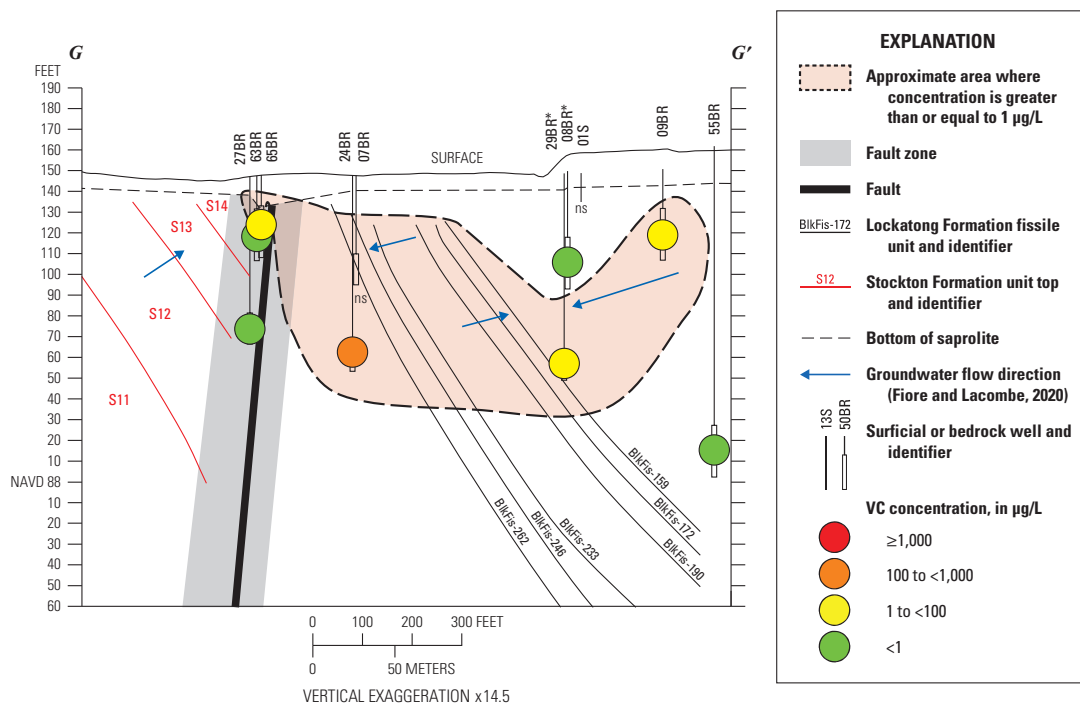 G
G′
FEET
190
180
170
160
150
140
130
120
110
100
90
80
70
60
50
40
30
20
10
NAVD 88
10
20
30
40
50
60
27BR
63BR
65BR
24BR
07BR
SURFACE
29BR*
08BR*
01S
09BR
55BR
ns
ns
S14
S13
S12
S11
BlkFis-262
BlkFis-246
BlkFis-233
BlkFis-159
BlkFis-172
BlkFis-190
0 100 200 300 FEET
0 50 METERS
VERTICAL EXAGGERATION x14.5
EXPLANATION
Approximate area where
concentration is greater
than or equal to 1 µg/L
Fault zone
Fault
BlkFis-172
Lockatong Formation fissile
unit and identifier
S12
Stockton Formation unit top
and identifier
Bottom of saprolite
Groundwater flow direction
(Fiore and Lacombe, 2020)
13S
50BR
Surficial or bedrock well and
identifier
VC concentration, in µg/L
≥1,000
100 to <1,000
1 to <100
<1